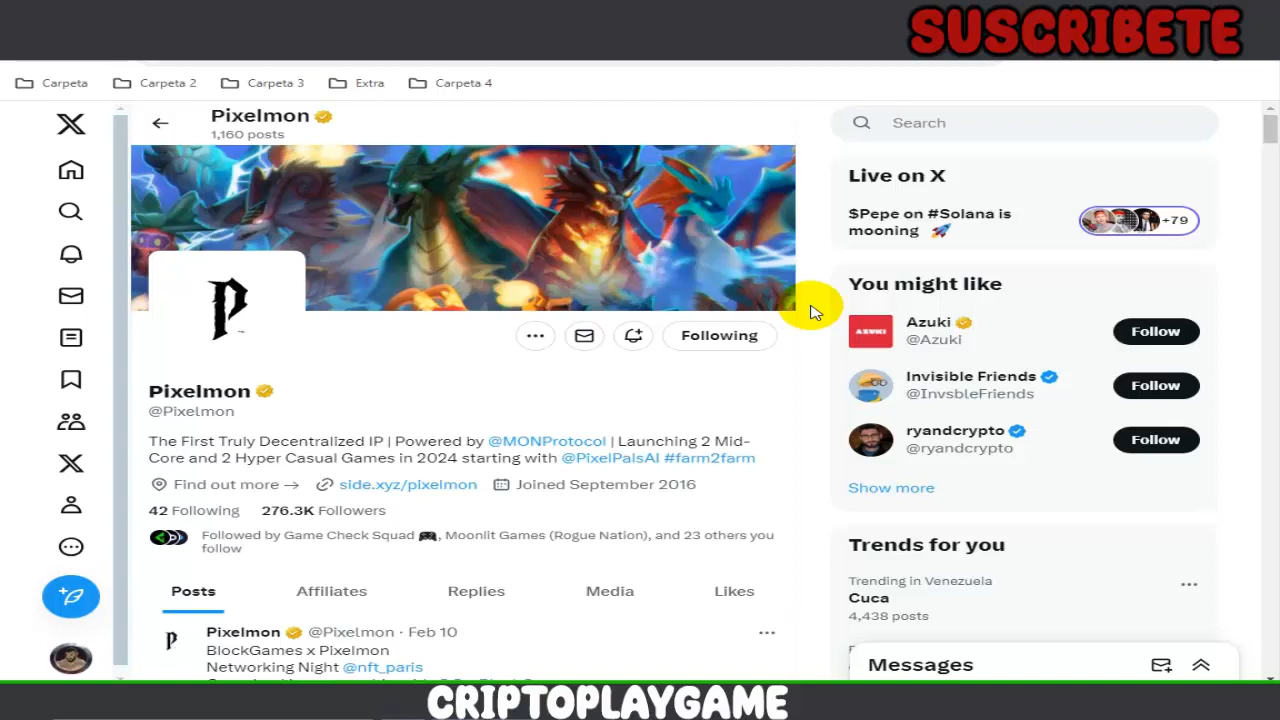 SUSCRIBETE
Carpeta
Carpeta 2
Carpeta 3
Extra
Carpeta 4
Pixelmon
1,160 posts
P
Following
Pixelmon
@Pixelmon
The First Truly Decentralized IP | Powered by @MONProtocol | Launching 2 Mid-
Core and 2 Hyper Casual Games in 2024 starting with @PixelPalsAI #farm2farm
Find out more → side.xyz/pixelmon Joined September 2016
42 Following 276.3K Followers
Followed by Game Check Squad 🎮, Moonlit Games (Rogue Nation), and 23 others you
follow
Posts
Affiliates
Replies
Media
Likes
P
Pixelmon @Pixelmon · Feb 10
BlockGames x Pixelmon
Networking Night @nft_paris
Search
Live on X
$Pepe on #Solana is
mooning 🚀
+79
You might like
AZUKI
Azuki
@Azuki
Follow
Invisible Friends
@InvsbleFriends
Follow
ryandcrypto
@ryandcrypto
Follow
Show more
Trends for you
Trending in Venezuela
Cuca
4,438 posts
Messages
CRIPTOPLAYGAME